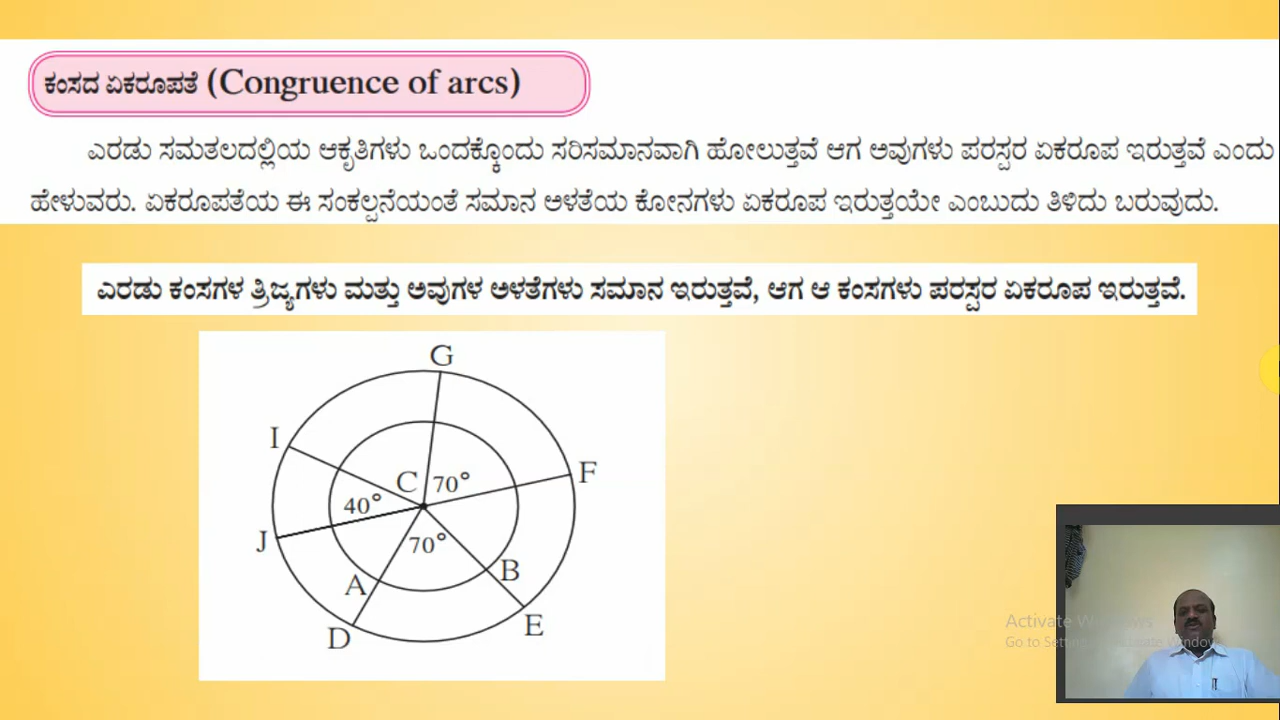 ಕಂಸದ ಏಕರೂಪತೆ (Congruence of arcs)
ಎರಡು ಸಮತಲದಲ್ಲಿಯ ಆಕೃತಿಗಳು ಒಂದಕ್ಕೊಂದು ಸರಿಸಮಾನವಾಗಿ ಹೋಲುತ್ತವೆ ಆಗ ಅವುಗಳು ಪರಸ್ಪರ ಏಕರೂಪ ಇರುತ್ತವೆ ಎಂದು
ಹೇಳುವರು. ಏಕರೂಪತೆಯ ಈ ಸಂಕಲ್ಪನೆಯಂತೆ ಸಮಾನ ಅಳತೆಯ ಕೋನಗಳು ಏಕರೂಪ ಇರುತ್ತಯೇ ಎಂಬುದು ತಿಳಿದು ಬರುವುದು.
ಎರಡು ಕಂಸಗಳ ತ್ರಿಜ್ಯಗಳು ಮತ್ತು ಅವುಗಳ ಅಳತೆಗಳು ಸಮಾನ ಇರುತ್ತವೆ, ಆಗ ಆ ಕಂಸಗಳು ಪರಸ್ಪರ ಏಕರೂಪ ಇರುತ್ತವೆ.
G
I
F
C 70°
40°
J
70°
A
B
D
E
Activate Windows